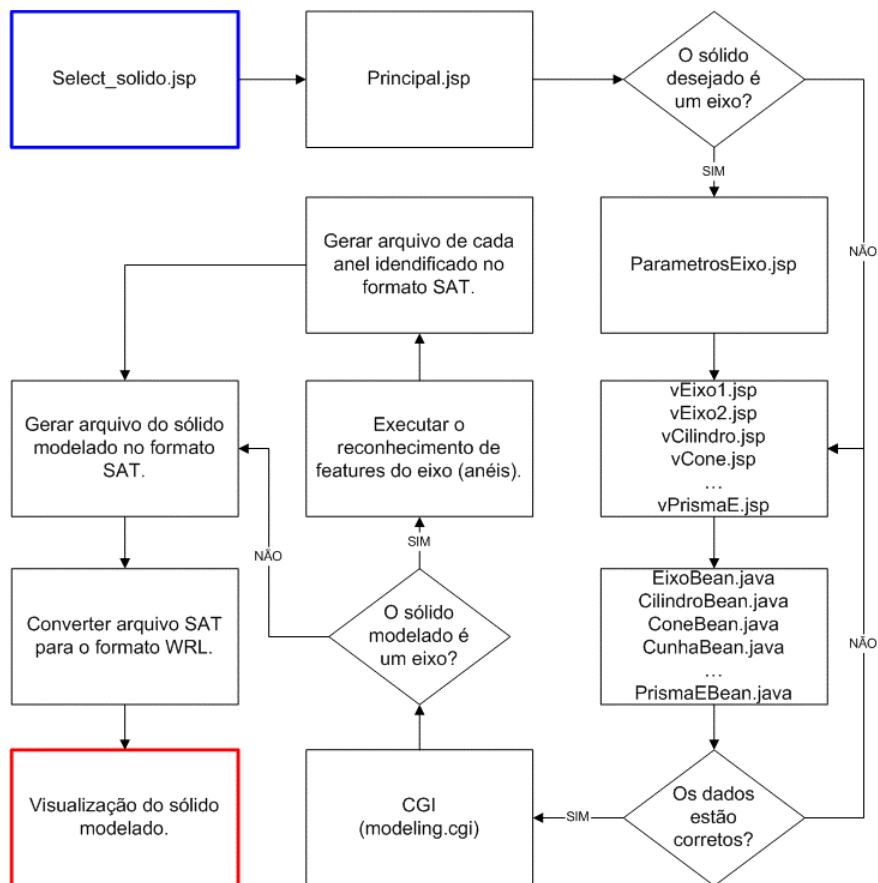 Select_solido.jsp
Principal.jsp
O sólido
desejado é
um eixo?
SIM
NÃO
ParametrosEixo.jsp
Gerar arquivo de cada
anel idendificado no
formato SAT.
vEixo1.jsp
vEixo2.jsp
vCilindro.jsp
vCone.jsp
...
vPrismaE.jsp
Executar o
reconhecimento de
features do eixo (anéis).
Gerar arquivo do sólido
modelado no formato
SAT.
SIM
NÃO
EixoBean.java
CilindroBean.java
ConeBean.java
CunhaBean.java
...
PrismaEBean.java
NÃO
O sólido
modelado é
um eixo?
Converter arquivo SAT
para o formato WRL.
Os dados
estão
corretos?
SIM
CGI
(modeling.cgi)
Visualização do sólido
modelado.